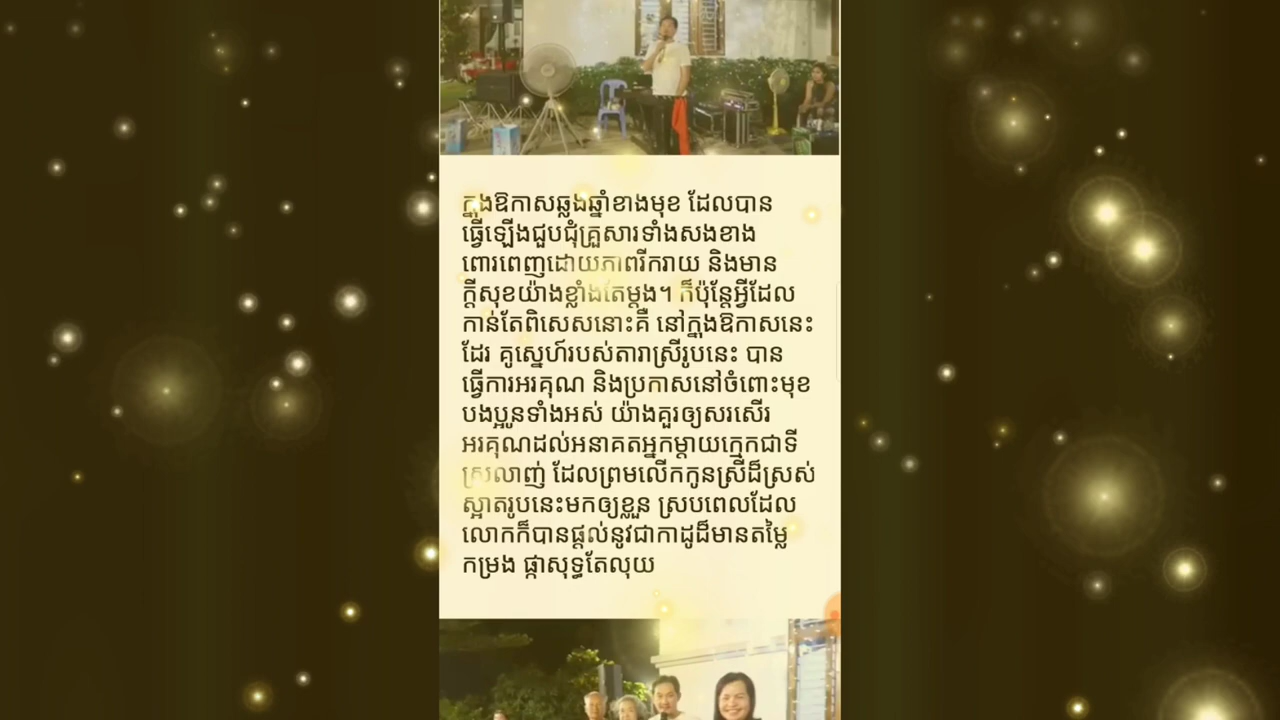 ក្នុងឱកាសឆ្លងឆ្នាំខាងមុខ ដែលបាន
ធ្វើឡើងជួបជុំគ្រួសារទាំងសងខាង
ពោរពេញដោយភាពរីករាយ និងមាន
ក្ដីសុខយ៉ាងខ្លាំងតែម្ដង។ ក៏ប៉ុន្តែអ្វីដែល
កាន់តែពិសេសនោះគឺ នៅក្នុងឱកាសនេះ
ដែរ គូស្នេហ៍របស់តារាស្រីរូបនេះ បាន
ធ្វើការអរគុណ និងប្រកាសនៅចំពោះមុខ
បងប្អូនទាំងអស់ យ៉ាងគួរឲ្យសរសើរ
អរគុណដល់អនាគតអ្នកម្ដាយក្មេកជាទី
ស្រលាញ់ ដែលព្រមលើកកូនស្រីដ៏ស្រស់
ស្អាតរូបនេះមកឲ្យខ្លួន ស្របពេលដែល
លោកក៏បានផ្ដល់នូវជាកាដូដ៏មានតម្លៃ
កម្រង ផ្កាសុទ្ធតែលុយ